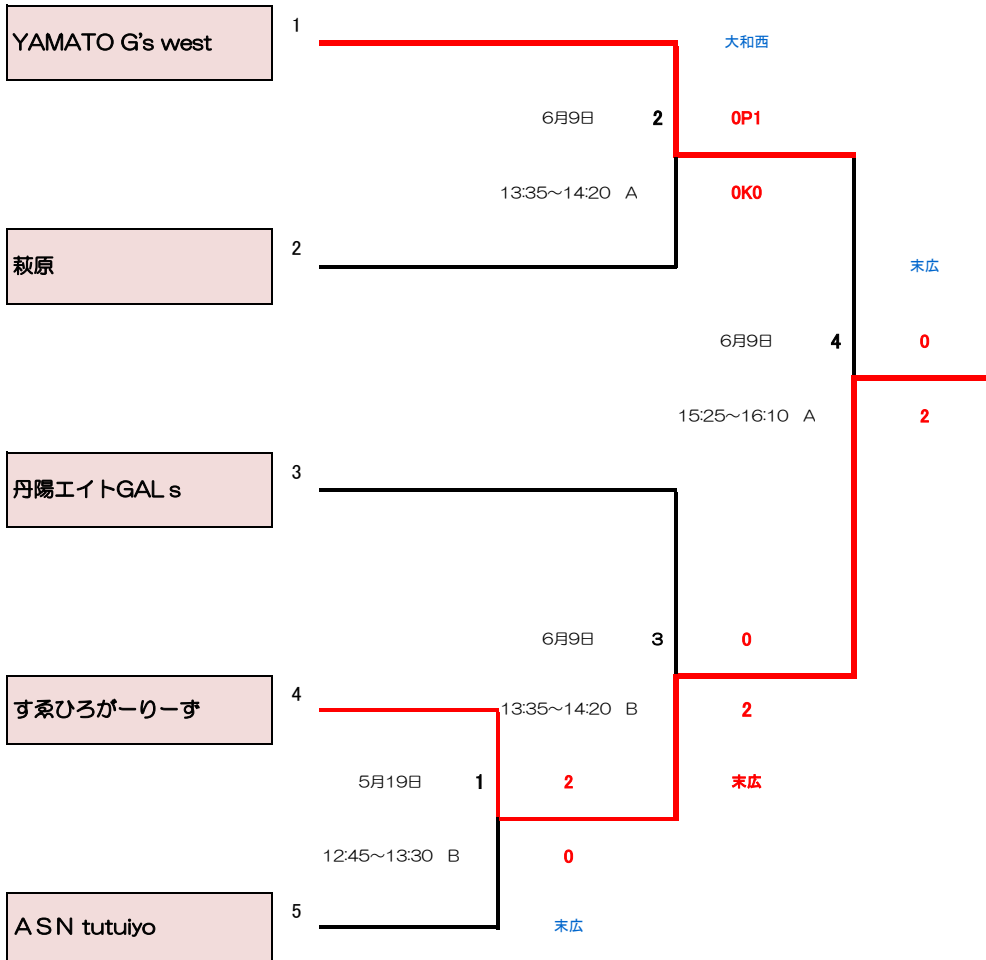 YAMATO G's west
1
大和西
6月9日
2
0P1
13:35～14:20 A
0K0
萩原
2
末広
6月9日
4
0
15:25～16:10 A
2
丹陽エイトGALｓ
3
6月9日
3
0
すゑひろがーりーず
4
13:35～14:20 B
2
5月19日
1
2
末広
12:45～13:30 B
0
ＡＳＮ tutuiyo
5
末広